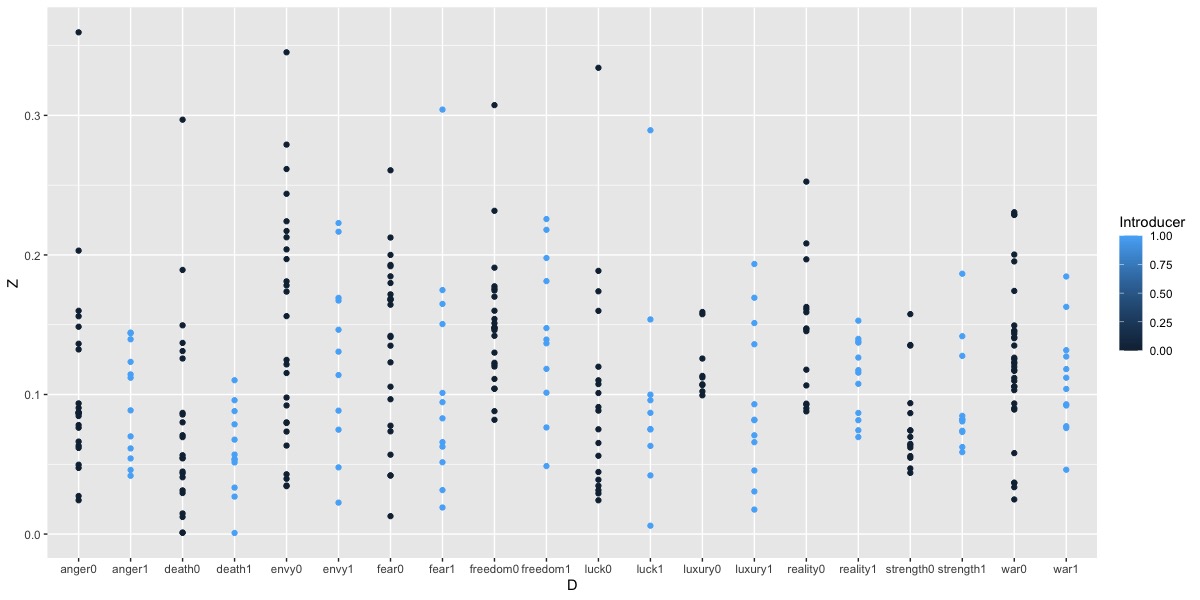 0.3
0.2
0.1
0.0
Z
anger0 anger1 death0 death1 envy0 envy1 fear0 fear1 freedom0 freedom1 luck0 luck1 luxury0 luxury1 reality0 reality1 strength0 strength1 war0 war1
D
Introducer
1.00
0.75
0.50
0.25
0.00